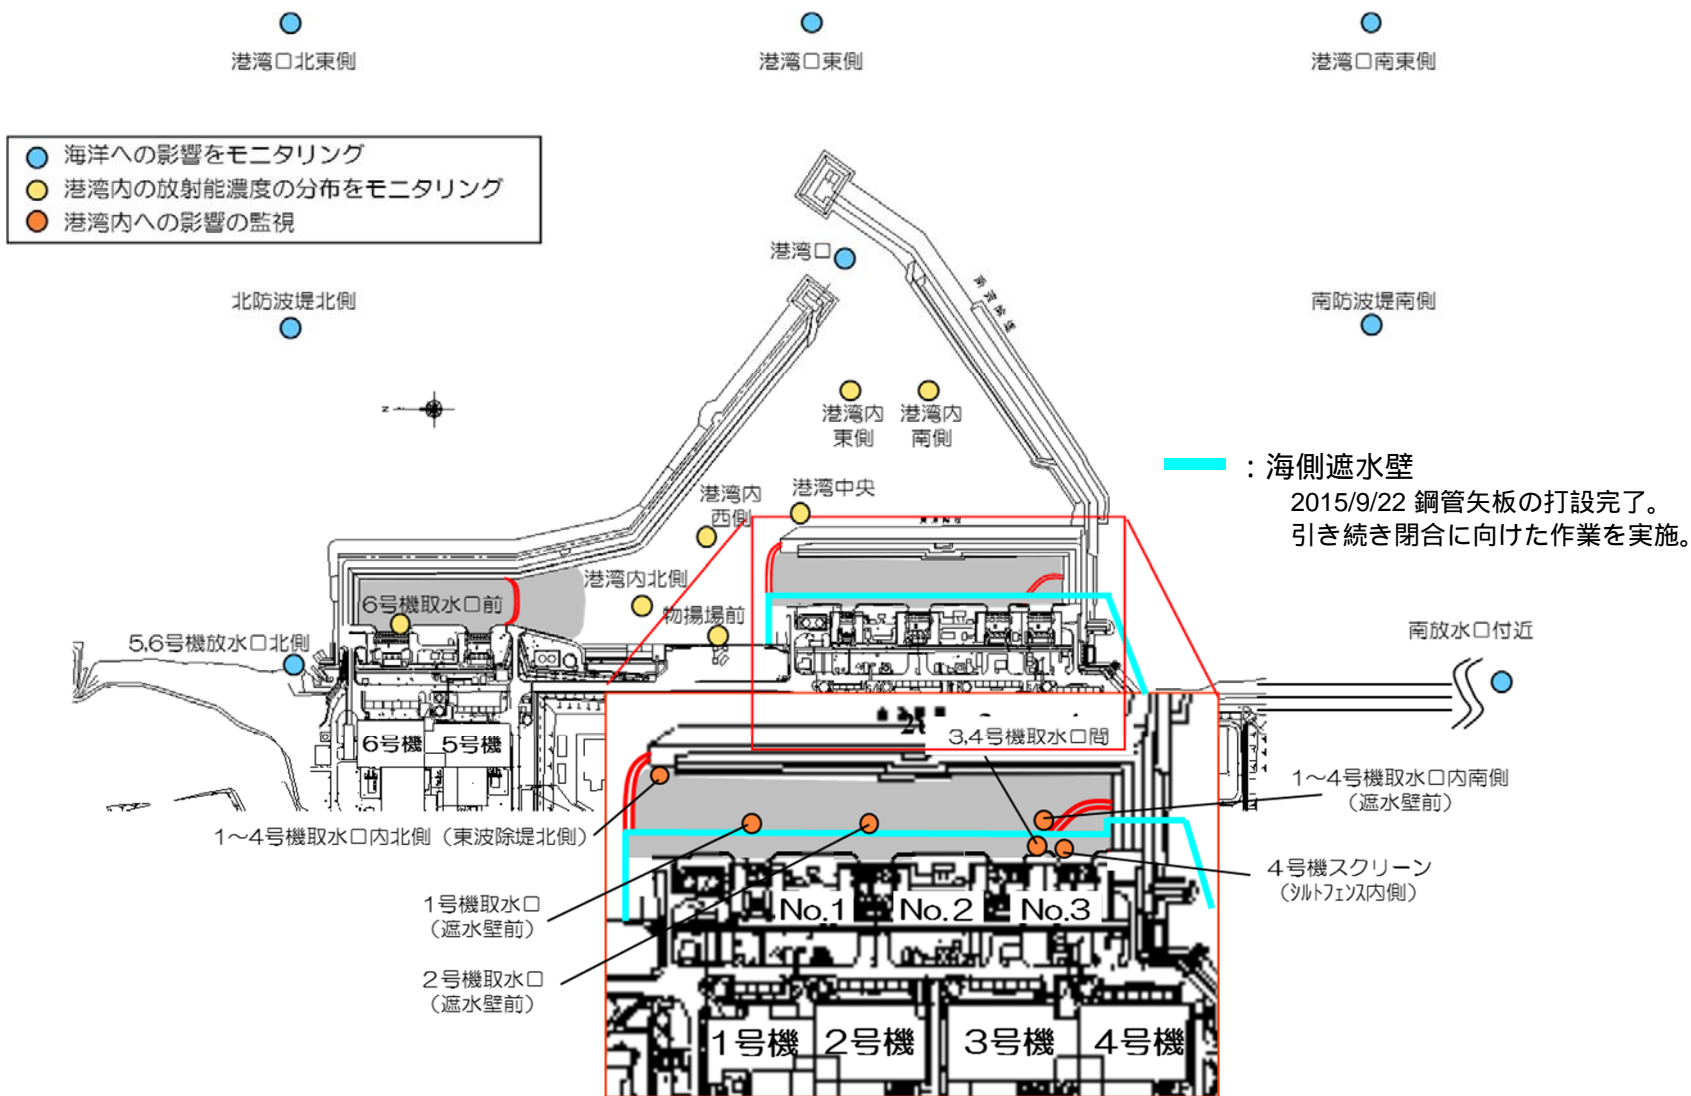 港湾口北東側
港湾口東側
港湾口南東側
海洋への影響をモニタリング
港湾内の放射能濃度の分布をモニタリング
港湾内への影響の監視
港湾口
北防波堤北側
南防波堤南側
N
港湾内
東側
港湾内
南側
：海側遮水壁
2015/9/22 鋼管矢板の打設完了。
引き続き閉合に向けた作業を実施。
港湾内
西側
港湾中央
港湾内北側
6号機取水口前
物揚場前
5,6号機放水口北側
南放水口付近
6号機
5号機
3,4号機取水口間
1～4号機取水口内南側
（遮水壁前）
1～4号機取水口内北側（東波除堤北側）
4号機スクリーン
（シルトフェンス内側）
1号機取水口
（遮水壁前）
No.1
No.2
No.3
2号機取水口
（遮水壁前）
1号機
2号機
3号機
4号機